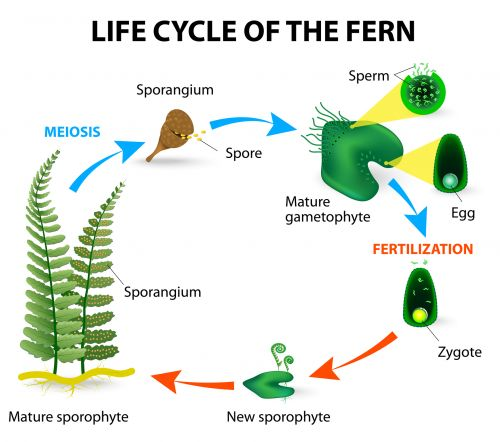 LIFE CYCLE OF THE FERN
Sperm
Sporangium
MEIOSIS
Spore
Mature
gametophyte
Egg
FERTILIZATION
Sporangium
Zygote
Mature sporophyte
New sporophyte